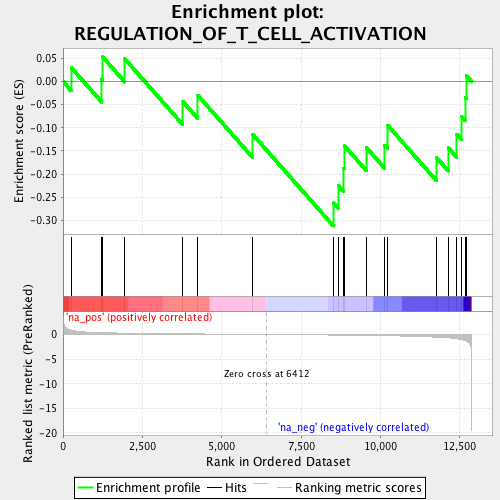 Enrichment plot:
REGULATION_OF_T_CELL_ACTIVATION
Enrichment score (ES)
0.05
0.00
-0.05
-0.10
-0.15
-0.20
-0.25
-0.30
'na_pos' (positively correlated)
Ranked list metric (PreRanked)
0
-5
-10
-15
-20
Zero cross at 6412
'na_neg' (negatively correlated)
0
2,500
5,000
7,500
10,000
12,500
Rank in Ordered Dataset
Enrichment profile
Hits
Ranking metric scores